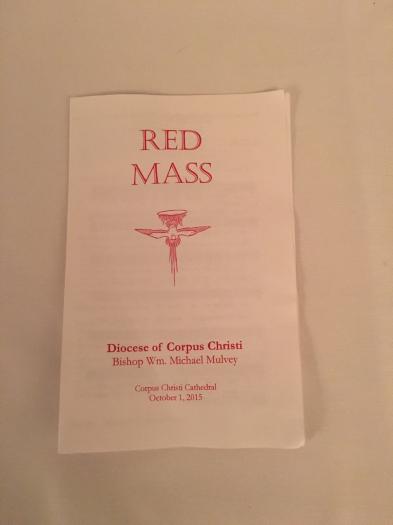 RED
MASS
Diocese of Corpus Christi
Bishop Wm. Michael Mulvey
Corpus Christi Cathedral
October 1, 2015